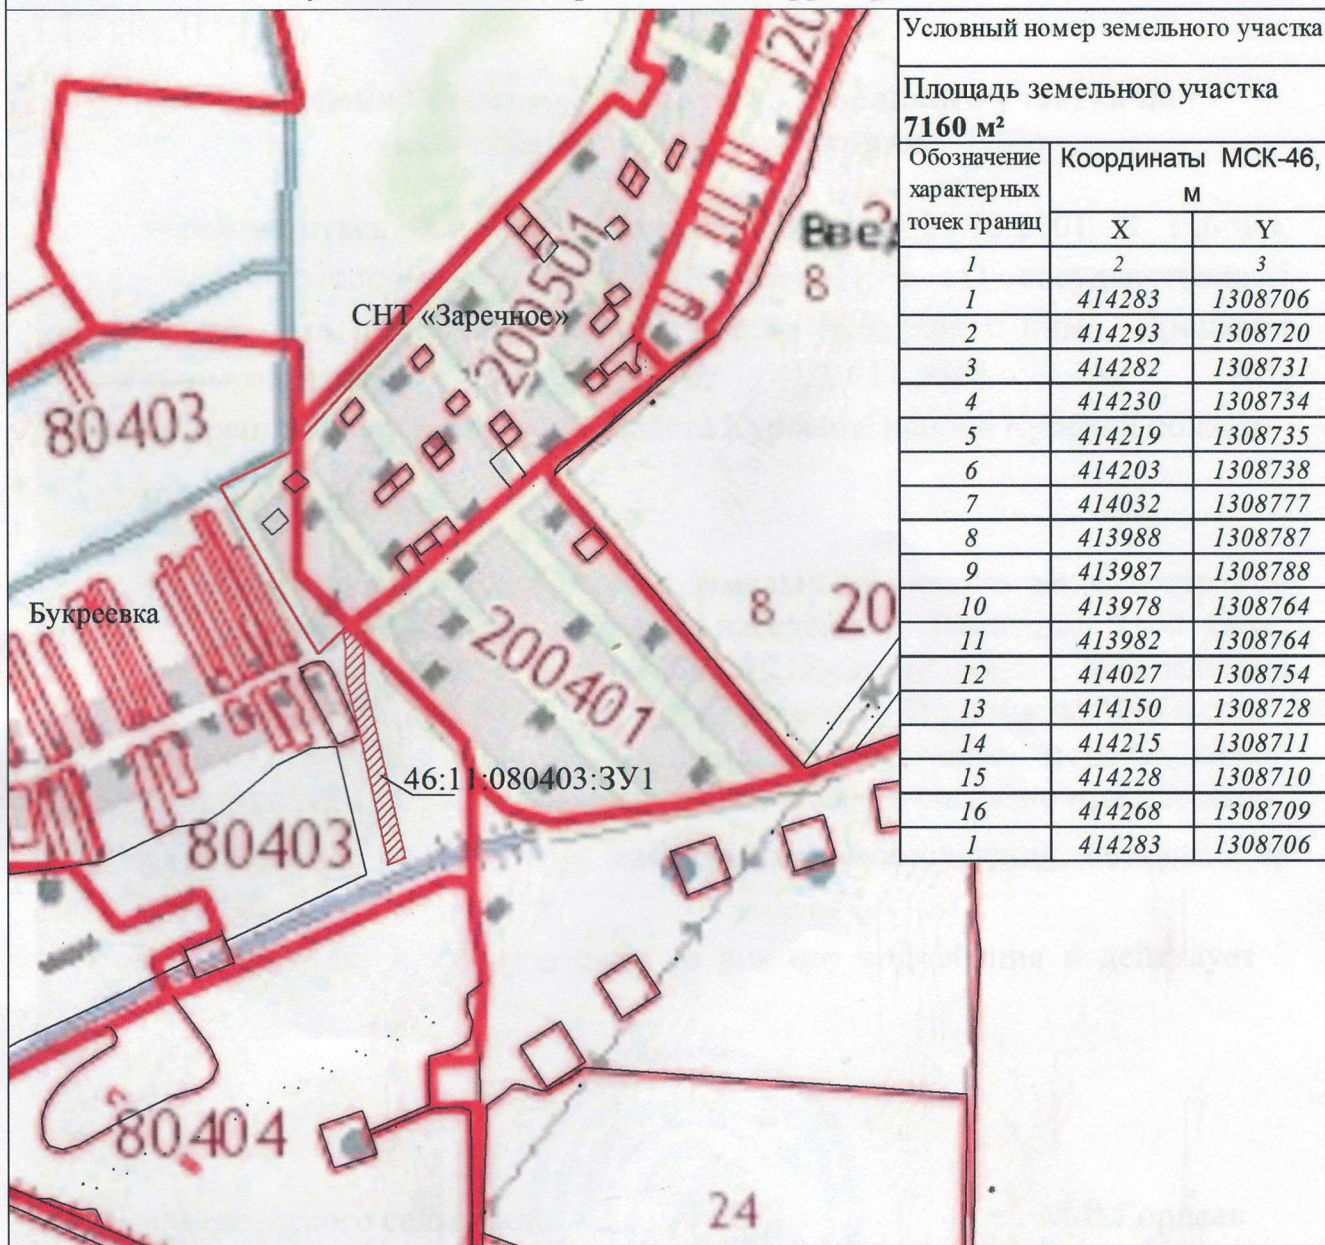 Условный номер земельного участка
Площадь земельного участка
7160 м²
Обозначение характерных точек границ Координаты МСК-46, м
X Y
1 2 3
1 414283 1308706
2 414293 1308720
3 414282 1308731
4 414230 1308734
5 414219 1308735
6 414203 1308738
7 414032 1308777
8 413988 1308787
9 413987 1308788
10 413978 1308764
11 413982 1308764
12 414027 1308754
13 414150 1308728
14 414215 1308711
15 414228 1308710
16 414268 1308709
1 414283 1308706
8
СНТ «Заречное»
200501
80403
Букреевка
8 20
200401
46:11:080403:ЗУ1
80403
80404
24